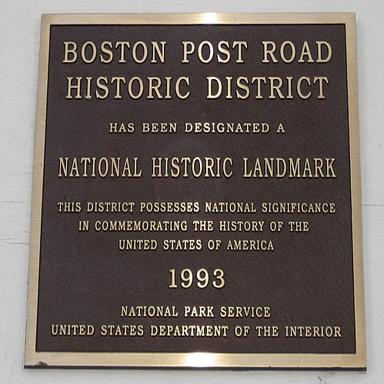 BOSTON POST ROAD
HISTORIC DISTRICT
HAS BEEN DESIGNATED A
NATIONAL HISTORIC LANDMARK
THIS DISTRICT POSSESSES NATIONAL SIGNIFICANCE
IN COMMEMORATING THE HISTORY OF THE
UNITED STATES OF AMERICA
1993
NATIONAL PARK SERVICE
UNITED STATES DEPARTMENT OF THE INTERIOR